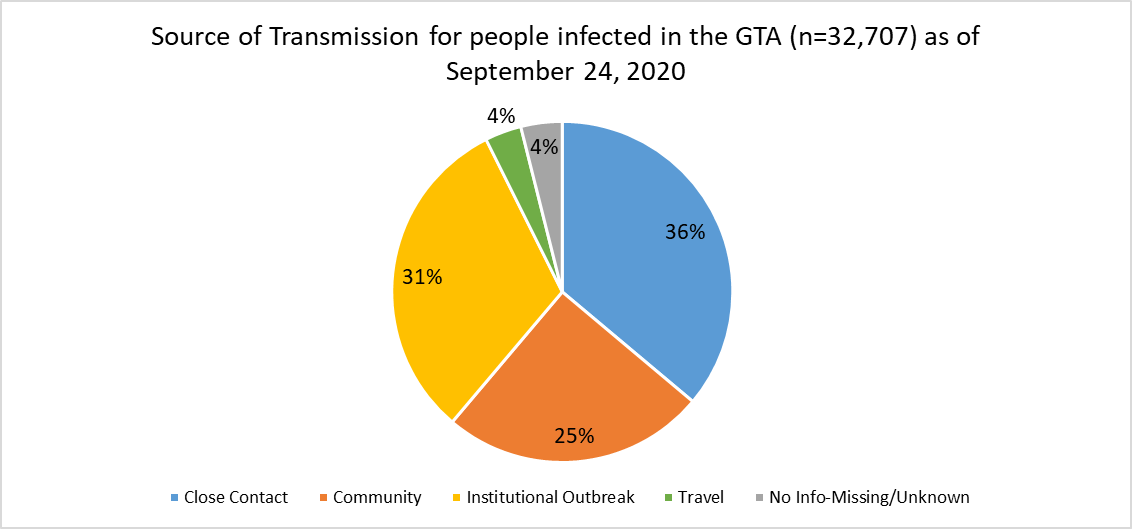 Source of Transmission for people infected in the GTA (n=32,707) as of
September 24, 2020
4%
4%
36%
31%
25%
Close Contact Community Institutional Outbreak Travel No Info-Missing/Unknown